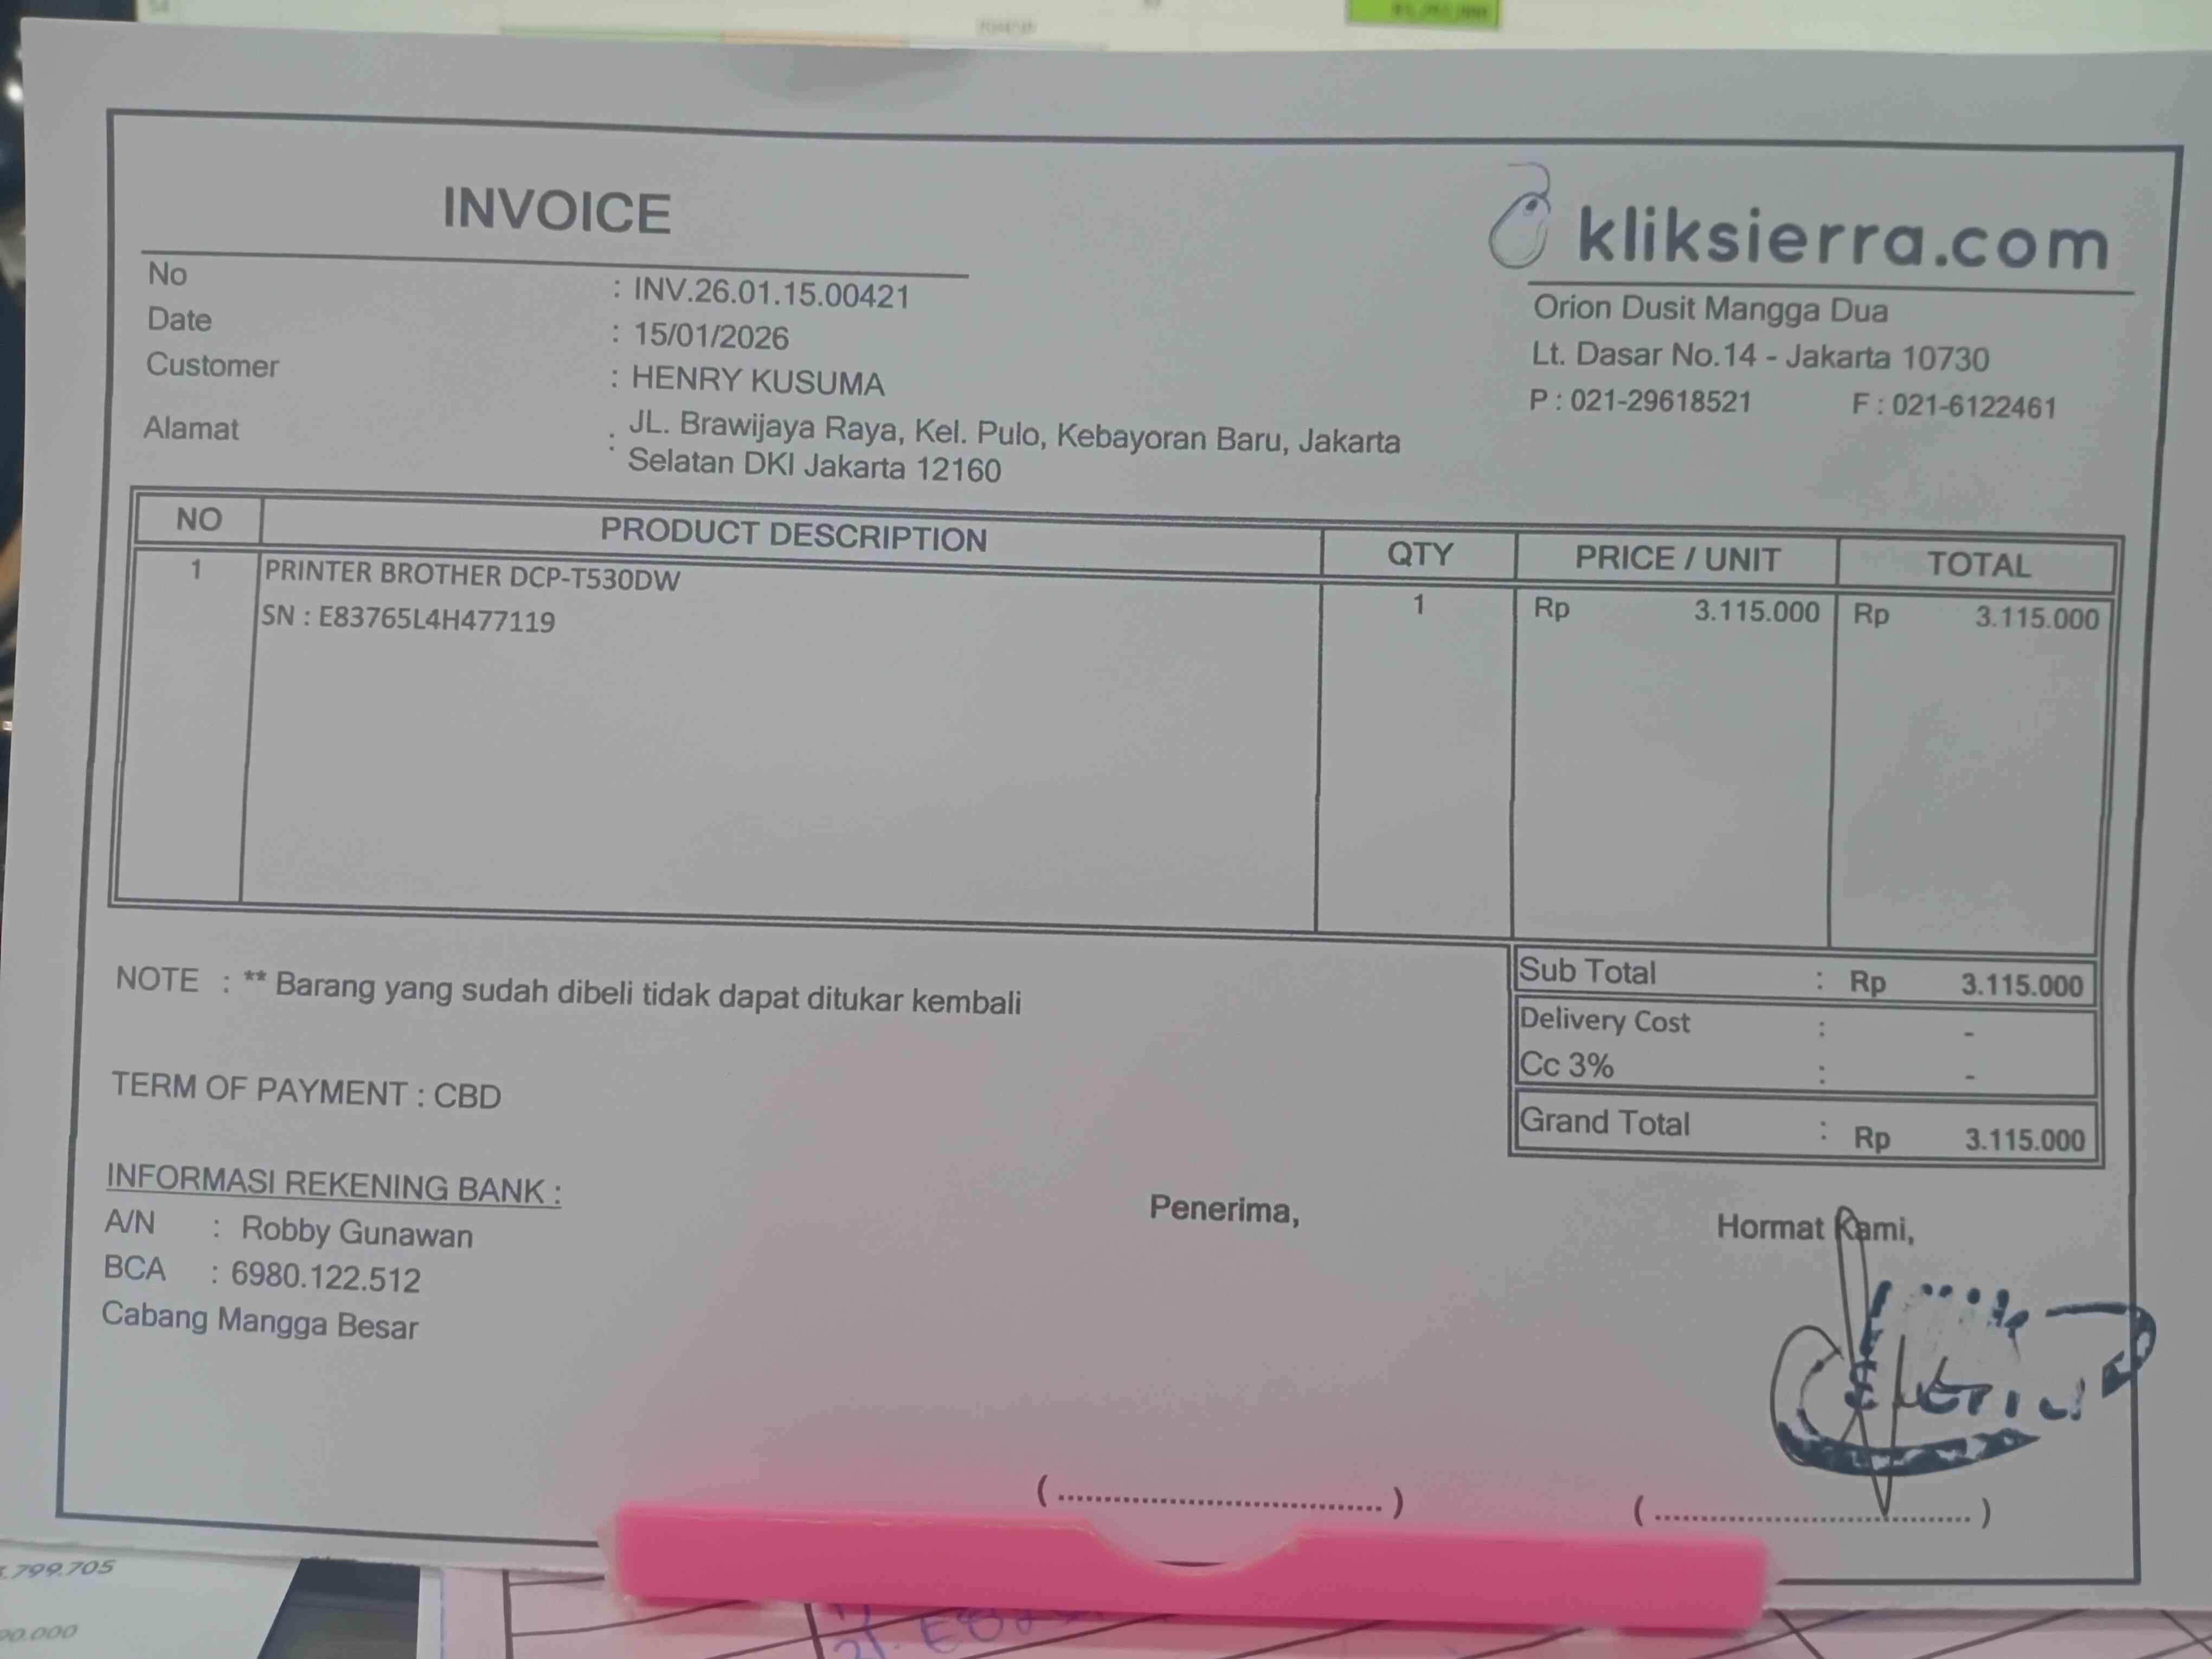 INVOICE
kliksierra.com
Orion Dusit Mangga Dua
Lt. Dasar No.14 - Jakarta 10730
P : 021-29618521 F : 021-6122461
No : INV.26.01.15.00421
Date : 15/01/2026
Customer : HENRY KUSUMA
Alamat : JL. Brawijaya Raya, Kel. Pulo, Kebayoran Baru, Jakarta
Selatan DKI Jakarta 12160
NO PRODUCT DESCRIPTION QTY PRICE / UNIT TOTAL
1 PRINTER BROTHER DCP-T530DW 1 Rp 3.115.000 Rp 3.115.000
SN : E83765L4H477119
Sub Total : Rp 3.115.000
Delivery Cost : -
Cc 3% : -
Grand Total : Rp 3.115.000
NOTE : ** Barang yang sudah dibeli tidak dapat ditukar kembali
TERM OF PAYMENT : CBD
INFORMASI REKENING BANK :
A/N : Robby Gunawan
BCA : 6980.122.512
Cabang Mangga Besar
Penerima,
Hormat Kami,
(....................................)
(....................................)
.799.705